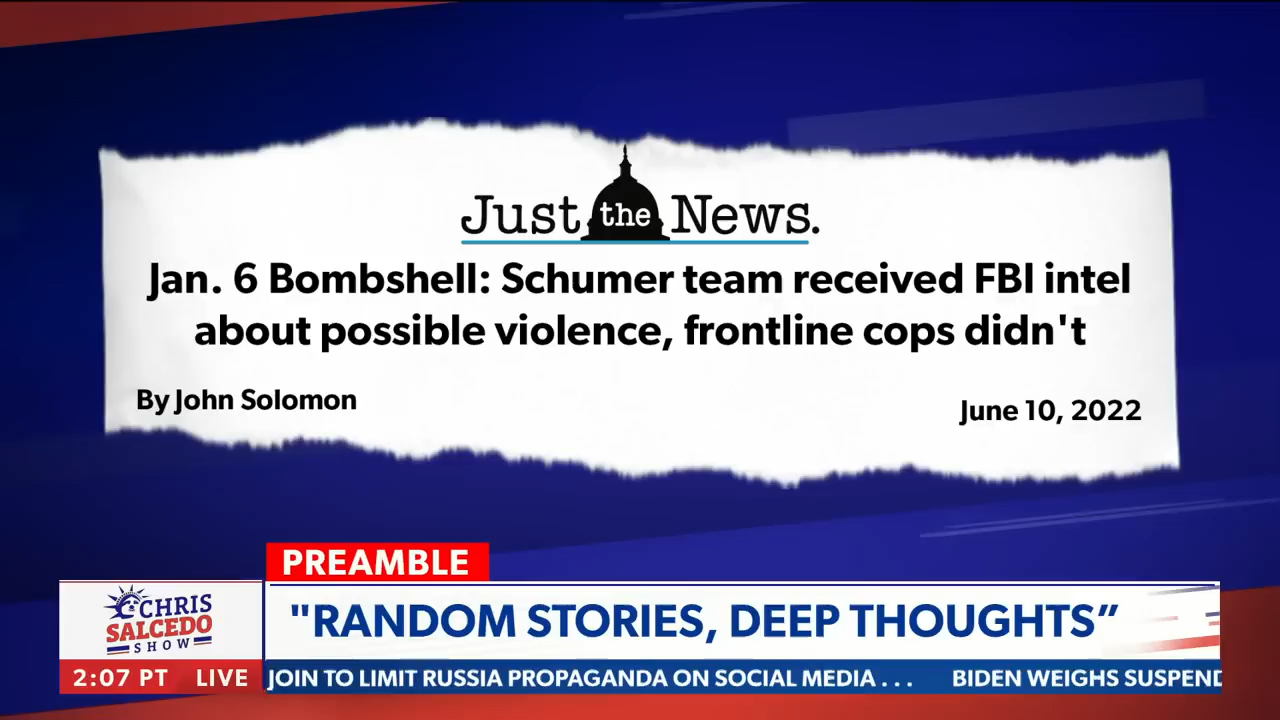 Just the News.
Jan. 6 Bombshell: Schumer team received FBI intel
about possible violence, frontline cops didn't
By John Solomon
June 10, 2022
PREAMBLE
"RANDOM STORIES, DEEP THOUGHTS”
CHRIS
SALCEDO
SHOW
2:07 PT LIVE
JOIN TO LIMIT RUSSIA PROPAGANDA ON SOCIAL MEDIA . . . BIDEN WEIGHS SUSPEND